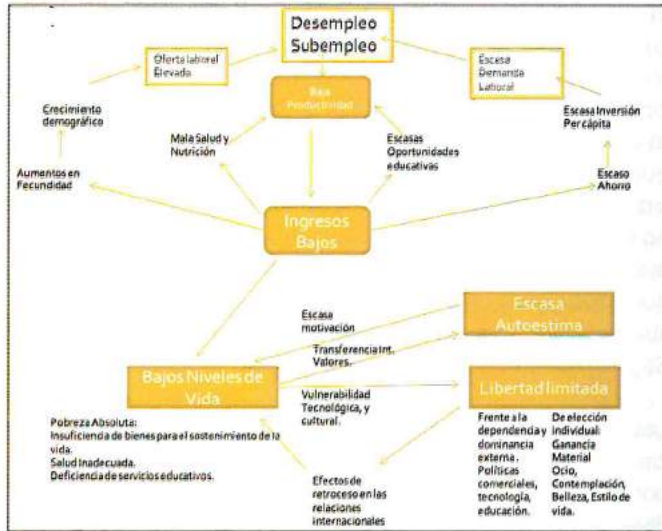 Desempleo
Subempleo
Oferta laboral
Elevada
Escasa
Demanda
Laboral
Baja
Productividad
Crecimiento
demográfico
Escasa Inversión
Per cápita
Mala Salud y
Nutrición
Escasas
Oportunidades
educativas
Aumentos en
Fecundidad
Escaso
Ahorro
Ingresos
Bajos
Escasa
motivación
Escasa
Autoestima
Transferencia Int.
Valores.
Bajos Niveles de
Vida
Vulnerabilidad
Tecnológica, y
cultural.
Libertad limitada
Pobreza Absoluta:
Insuficiencia de bienes para el sostenimiento de la
vida.
Salud Inadecuada.
Deficiencia de servicios educativos.
Efectos de
retroceso en las
relaciones
internacionales
Frente a la
dependencia y
dominancia
externa.
Políticas
comerciales,
tecnología,
educación.
De elección
Individual:
Ganancia
Material
Ocio,
Contemplación,
Belleza, Estilo de
vida.